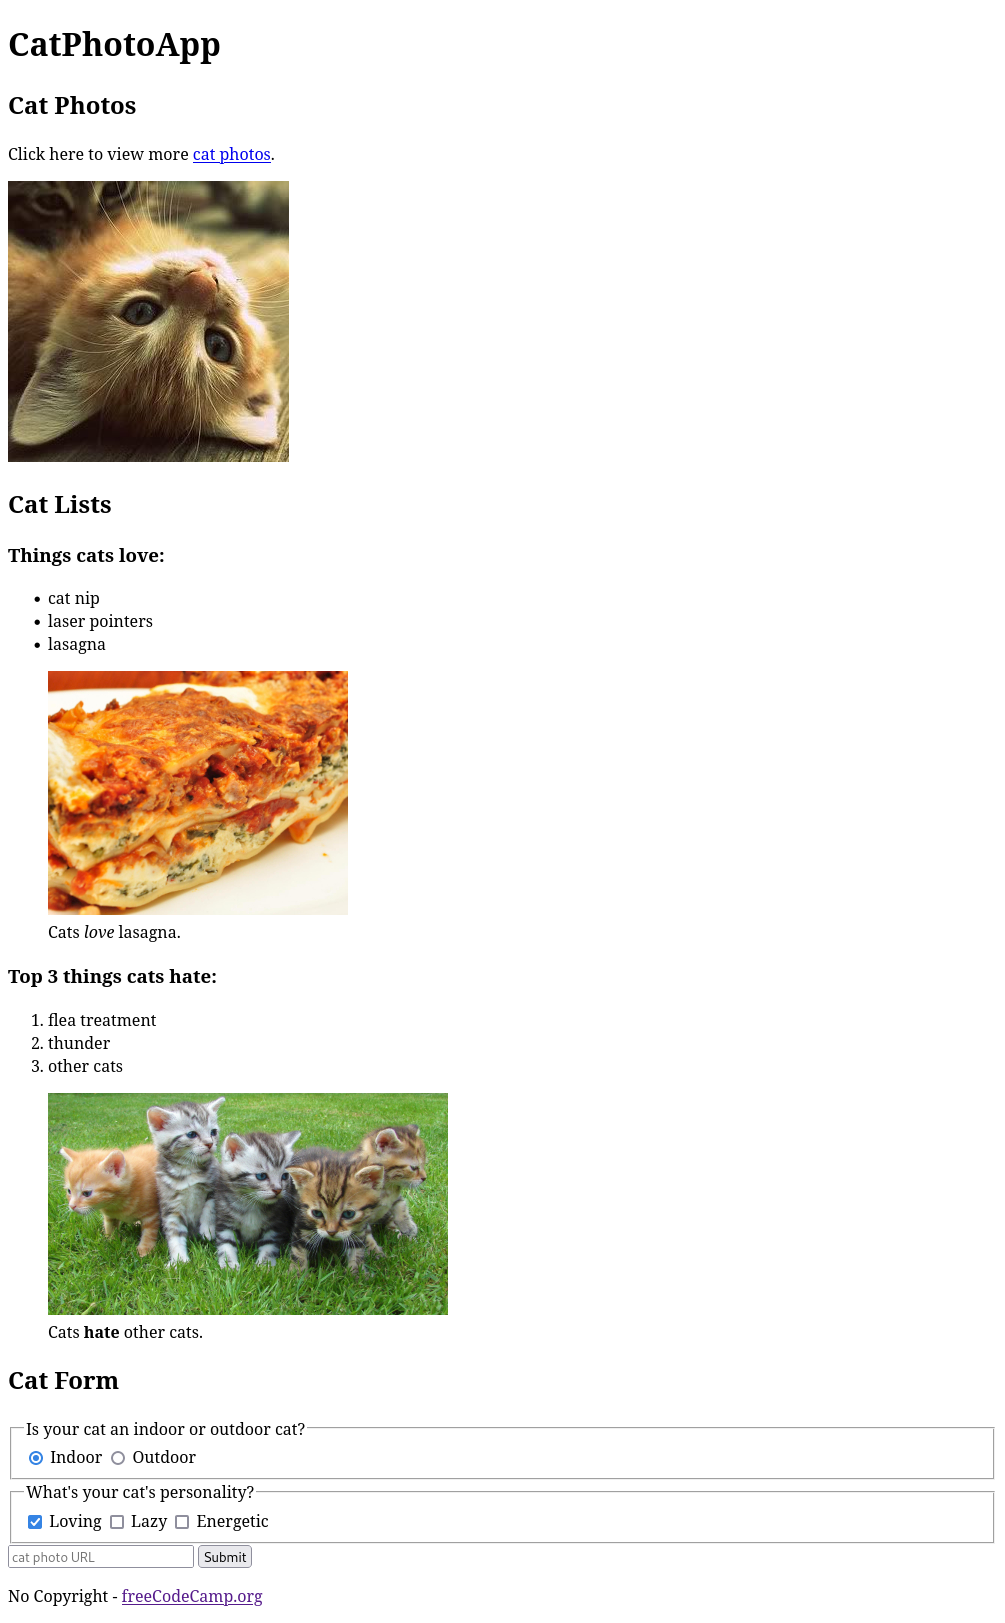 CatPhotoApp
Cat Photos
Click here to view more cat photos.
Cat Lists
Things cats love:
• cat nip
• laser pointers
• lasagna
Cats love lasagna.
Top 3 things cats hate:
1. flea treatment
2. thunder
3. other cats
Cats hate other cats.
Cat Form
Is your cat an indoor or outdoor cat?
Indoor Outdoor
What's your cat's personality?
Loving Lazy Energetic
cat photo URL Submit
No Copyright - freeCodeCamp.org